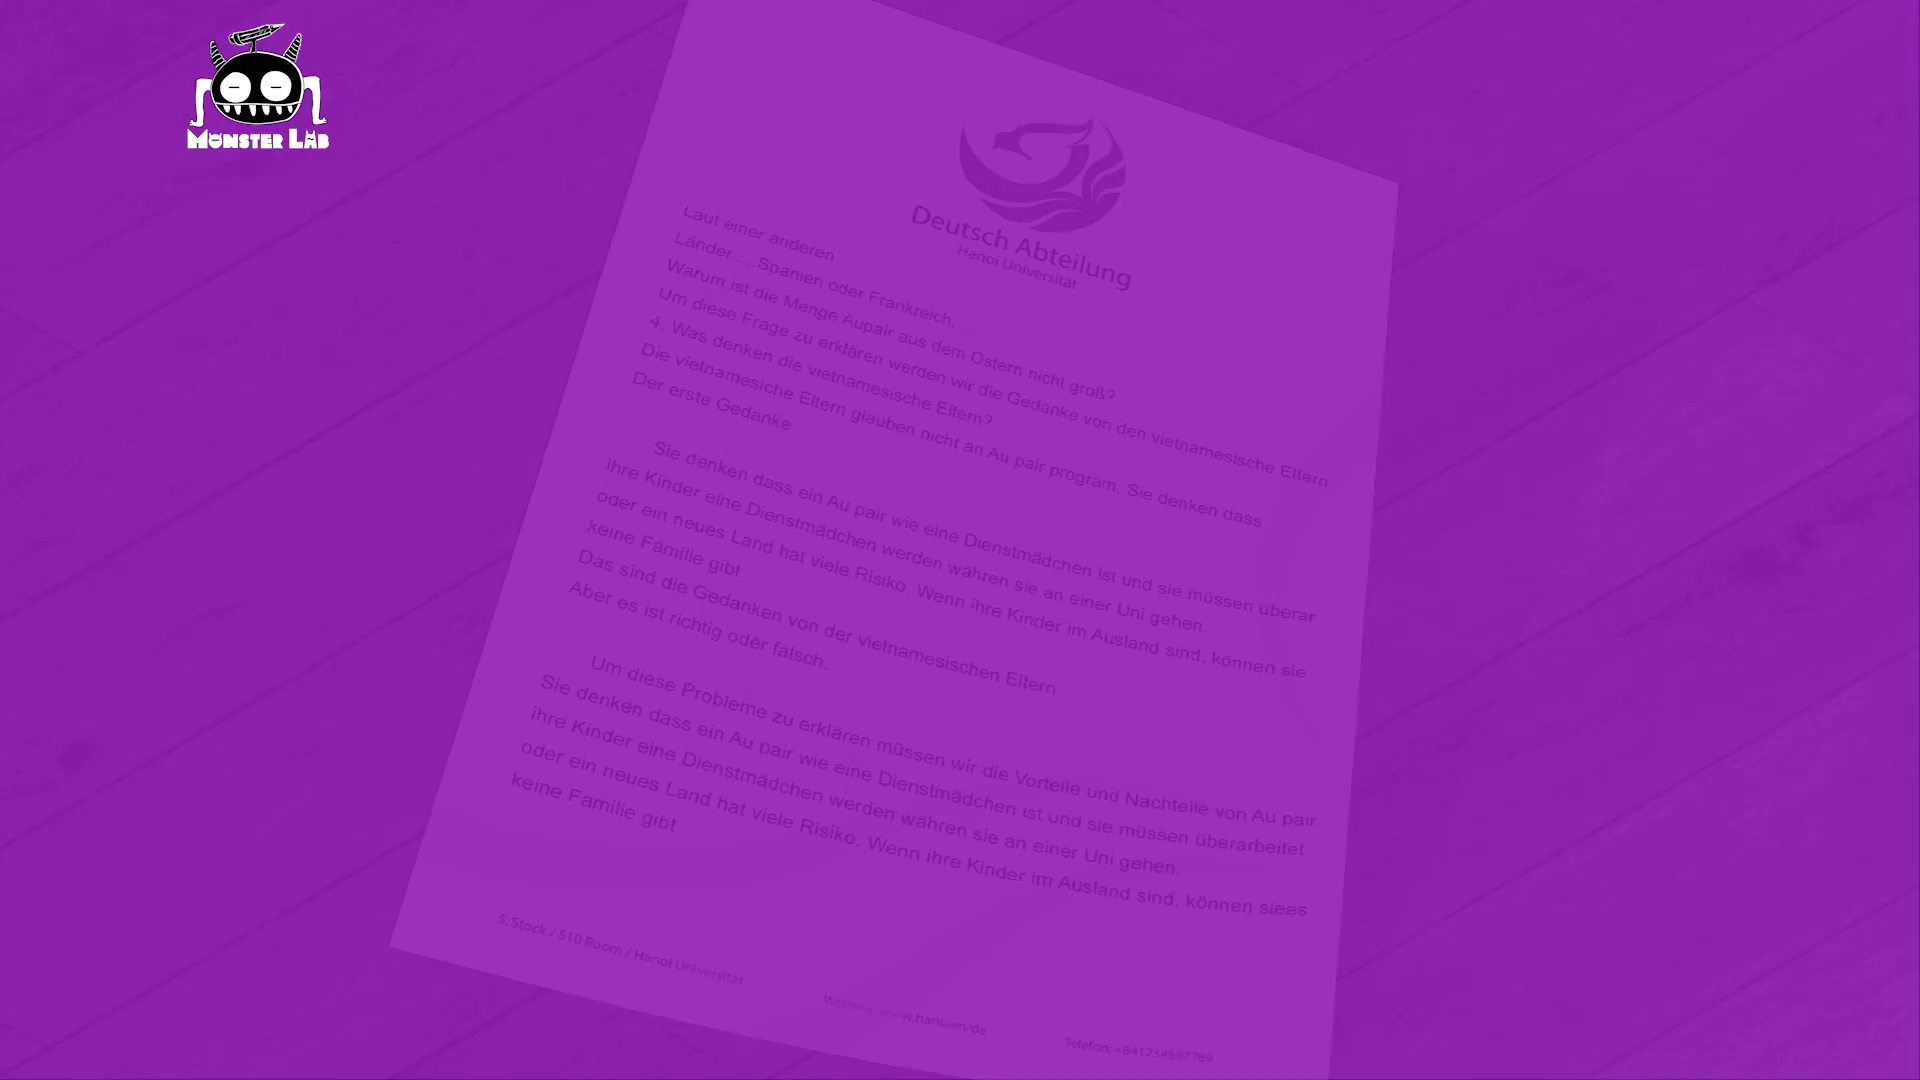 MONSTER LAB
Deutsch Abteilung
Hanoi Universität
Laut einer anderen
Länder ....Spanien oder Frankreich,...
Warum ist die Menge Aupair aus dem Ostern nicht groß?
Um diese Frage zu erklären werden wir die Gedanke von den vietnamesische Eltern
4. Was denken die vietnamesische Eltern?
Die vietnamesiche Eltern glauben nicht an Au pair program. Sie denken dass
Der erste Gedanke
Sie denken dass ein Au pair wie eine Dienstmädchen ist und sie müssen überar
ihre Kinder eine Dienstmädchen werden währen sie an einer Uni gehen.
oder ein neues Land hat viele Risiko. Wenn ihre Kinder im Ausland sind, können sie
keine Familie gibt
Das sind die Gedanken von der vietnamesischen Eltern
Aber es ist richtig oder falsch.
Um diese Probleme zu erklären müssen wir die Vorteile und Nachteile von Au pair
Sie denken dass ein Au pair wie eine Dienstmädchen ist und sie müssen überarbeitet
ihre Kinder eine Dienstmädchen werden währen sie an einer Uni gehen.
oder ein neues Land hat viele Risiko. Wenn ihre Kinder im Ausland sind, können siees
keine Familie gibt
5. Stock / 510 Room / Hanoi Universität
Telefon: +841234567789